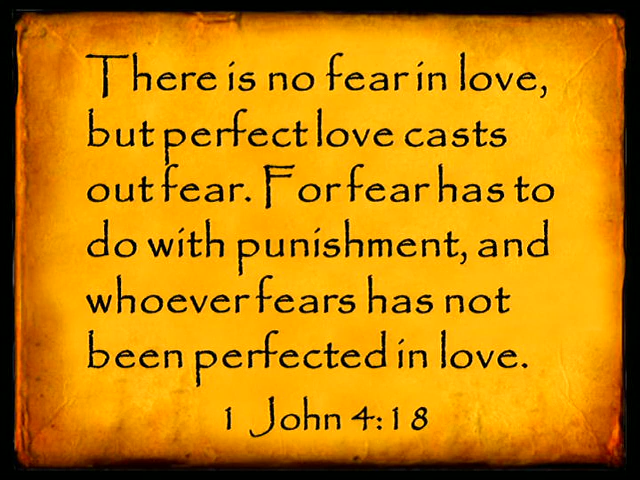 There is no fear in love,
but perfect love casts
out fear. For fear has to
do with punishment, and
whoever fears has not
been perfected in love.
1 John 4:18